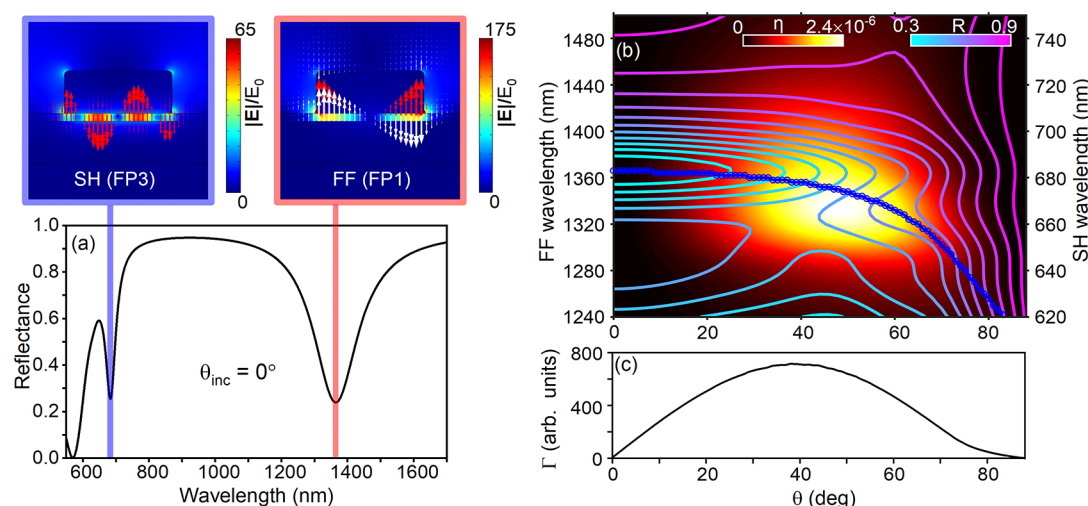 65
|E|/E0
0
SH (FP3)
175
|E|/E0
0
FF (FP1)
(a)
1.0
0.8
0.6
0.4
0.2
0.0
Reflectance
θinc = 0°
600 800 1000 1200 1400 1600
Wavelength (nm)
(b)
0 η 2.4×10⁻⁶
0.3 R 0.9
1480
1440
1400
1360
1320
1280
1240
FF wavelength (nm)
740
720
700
680
660
640
620
SH wavelength (nm)
0 20 40 60 80
(c)
800
400
0
Γ (arb. units)
0 20 40 60 80
θ (deg)